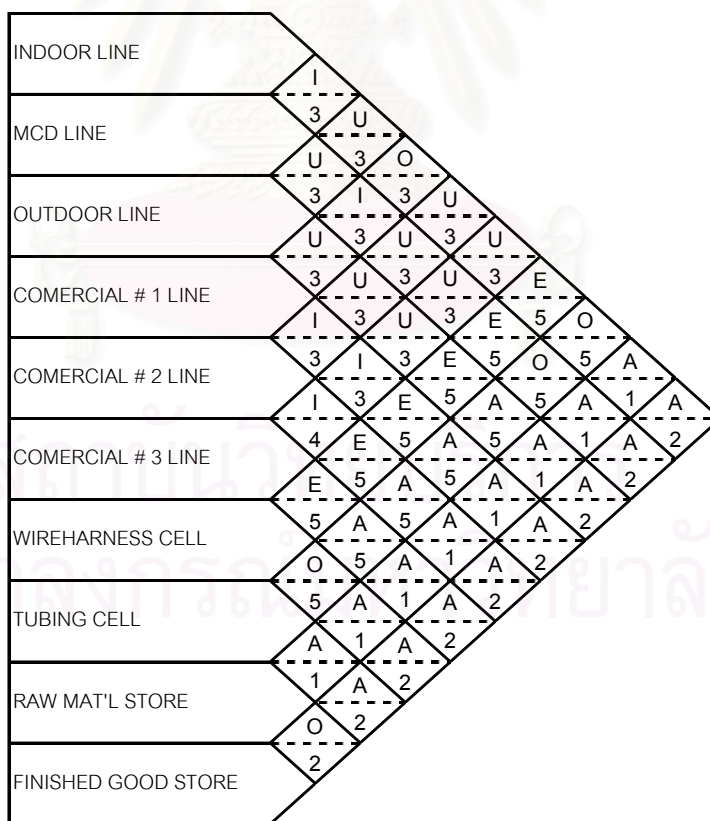 INDOOR LINE
I
3 U
MCD LINE
U 3 O
3 I 3 U
OUTDOOR LINE
U 3 U 3 U
3 U 3 U 3 E
COMERCIAL # 1 LINE
I 3 U 3 E 5 O
3 I 3 E 5 O 5 A
COMERCIAL # 2 LINE
I 3 E 5 A 5 A 1 A
4 E 5 A 5 A 1 A 2
COMERCIAL # 3 LINE
E 5 A 5 A 1 A 2
5 A 5 A 1 A 2
WIREHARNESS CELL
O 5 A 1 A 2
5 A 1 A 2
TUBING CELL
A 1 A 2
1 A 2
RAW MAT'L STORE
O 2
2
FINISHED GOOD STORE